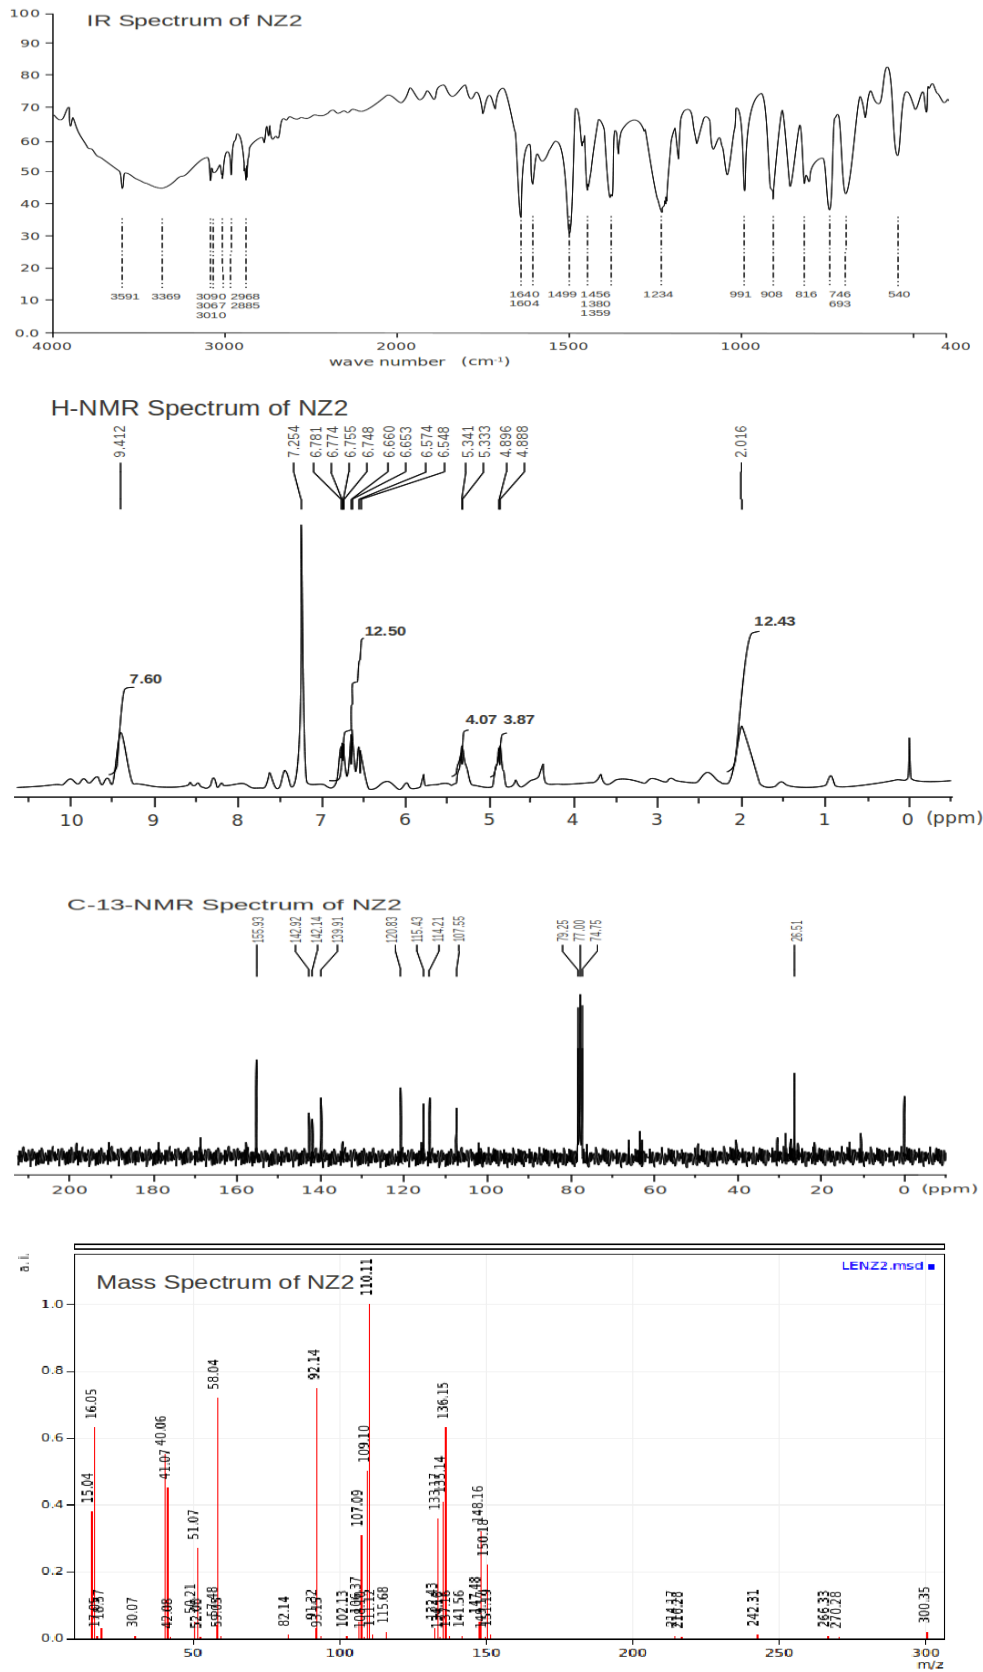 IR Spectrum of NZ2
100
90
80
70
60
50
40
30
20
10
0.0
3591 3369 3090 2968 1640 1499 1456 1234 991 908 816 746 540
3067 2885 1604 1380 693
3010 1359
4000 3000 2000 1500 1000 400
wave number (cm-1)
H-NMR Spectrum of NZ2
9.412 7.254 6.781 6.774 6.755 6.748 6.660 6.653 6.574 6.548 5.341 5.333 4.896 4.888 2.016
12.50
12.43
7.60
4.07 3.87
10 9 8 7 6 5 4 3 2 1 0 (ppm)
C-13-NMR Spectrum of NZ2
155.93 142.92 142.14 139.91 120.83 115.43 114.21 107.55 79.25 77.00 74.75 26.51
200 180 160 140 120 100 80 60 40 20 0 (ppm)
a.i.
Mass Spectrum of NZ2
LENZ2.msd
1.0
0.8
0.6
0.4
0.2
0.0
15.04 16.05 30.07 40.06 41.07 42.08 51.07 58.04 82.14 92.14 102.13 107.09 109.10 110.11 115.68 133.17 135.14 136.15 141.56 147.48 148.16 150.18 242.31 266.33 270.28 300.35
50 100 150 200 250 300
m/z